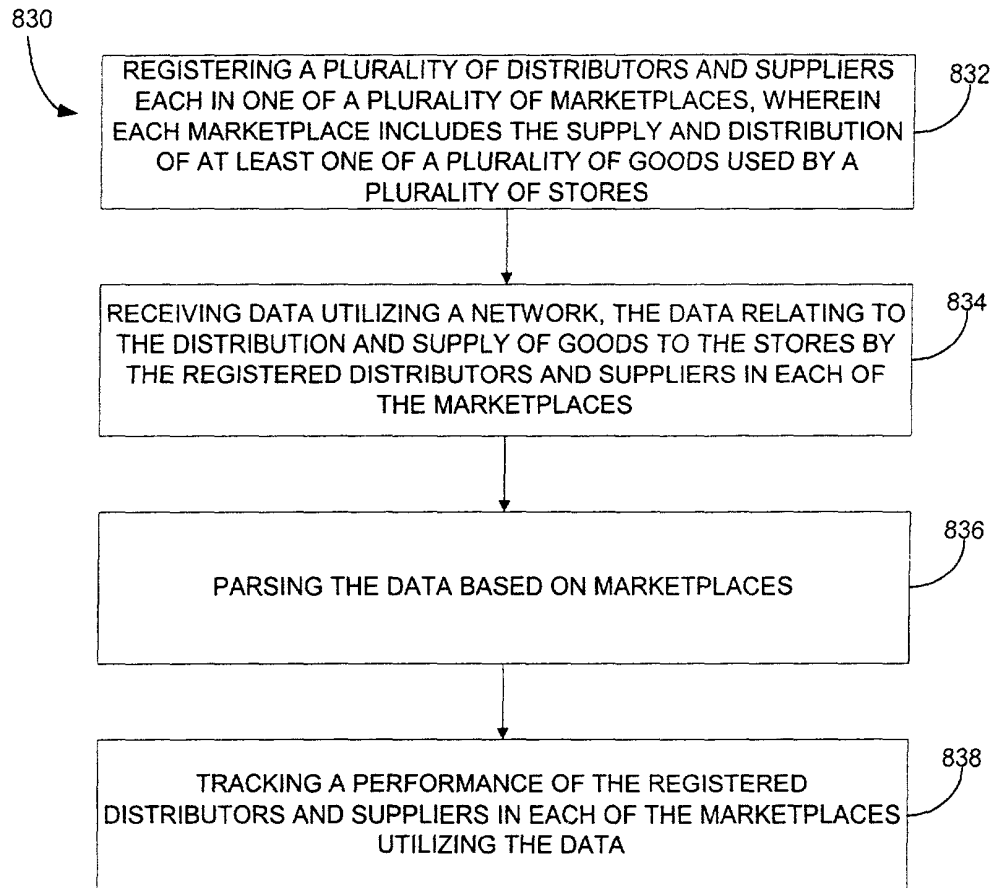 830
REGISTERING A PLURALITY OF DISTRIBUTORS AND SUPPLIERS
832
EACH IN ONE OF A PLURALITY OF MARKETPLACES, WHEREIN
EACH MARKETPLACE INCLUDES THE SUPPLY AND DISTRIBUTION
OF AT LEAST ONE OF A PLURALITY OF GOODS USED BY A
PLURALITY OF STORES
834
RECEIVING DATA UTILIZING A NETWORK, THE DATA RELATING TO
THE DISTRIBUTION AND SUPPLY OF GOODS TO THE STORES BY
THE REGISTERED DISTRIBUTORS AND SUPPLIERS IN EACH OF
THE MARKETPLACES
836
PARSING THE DATA BASED ON MARKETPLACES
838
TRACKING A PERFORMANCE OF THE REGISTERED
DISTRIBUTORS AND SUPPLIERS IN EACH OF THE MARKETPLACES
UTILIZING THE DATA